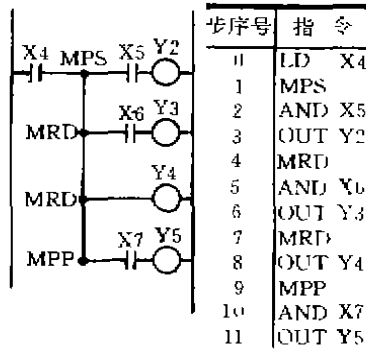 X4 MPS X5 Y2
X6 Y3
MRD
Y4
MRD
X7 Y5
MPP
步序号 指 令
0 LD X4
1 MPS
2 AND X5
3 OUT Y2
4 MRD
5 AND X6
6 OUT Y3
7 MRD
8 OUT Y4
9 MPP
10 AND X7
11 OUT Y5